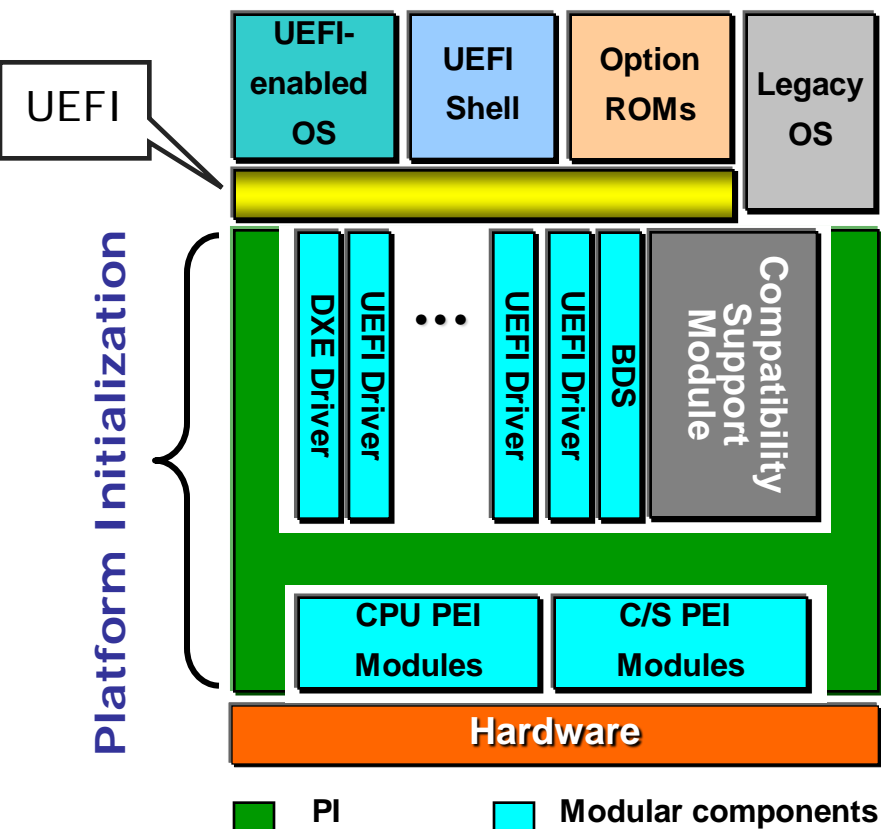 UEFI-
enabled
OS
UEFI
Shell
Option
ROMs
Legacy
OS
UEFI
Platform Initialization
DXE Driver
UEFI Driver
...
UEFI Driver
UEFI Driver
BDS
Compatibility
Support
Module
CPU PEI
Modules
C/S PEI
Modules
Hardware
PI
Modular components